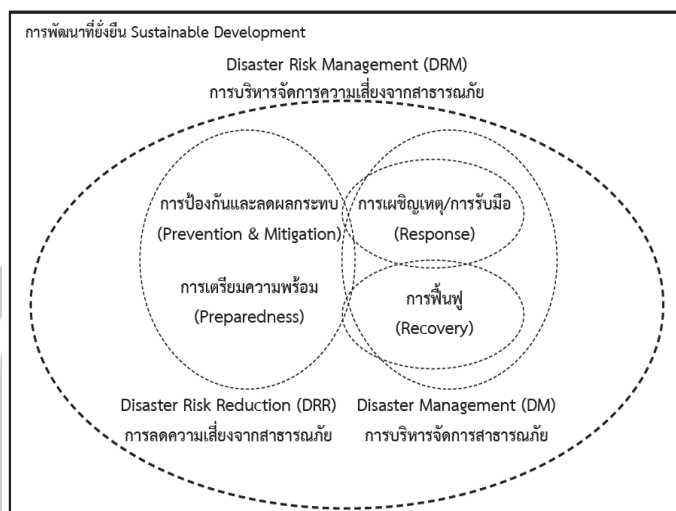 การพัฒนาที่ยั่งยืน Sustainable Development
Disaster Risk Management (DRM)
การบริหารจัดการความเสี่ยงจากสาธารณภัย
การป้องกันและลดผลกระทบ
(Prevention & Mitigation)
การเตรียมความพร้อม
(Preparedness)
การเผชิญเหตุ/การรับมือ
(Response)
การฟื้นฟู
(Recovery)
Disaster Risk Reduction (DRR)
การลดความเสี่ยงจากสาธารณภัย
Disaster Management (DM)
การบริหารจัดการสาธารณภัย